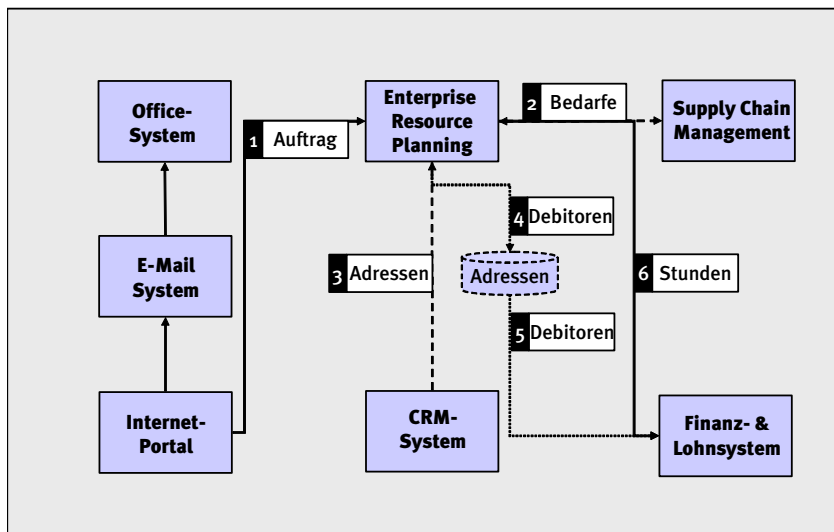 Office-
System
Enterprise
Resource
Planning
Supply Chain
Management
1 Auftrag
2 Bedarfe
E-Mail
System
3 Adressen
4 Debitoren
Adressen
5 Debitoren
6 Stunden
Internet-
Portal
CRM-
System
Finanz- &
Lohnsystem